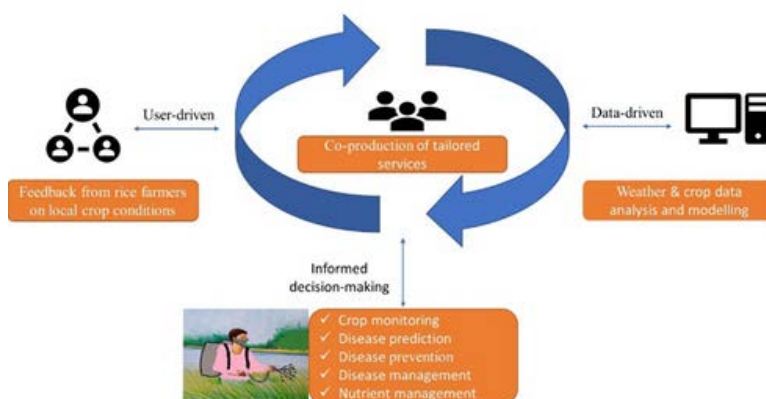 User-driven
Data-driven
Co-production of tailored
services
Feedback from rice farmers
on local crop conditions
Weather & crop data
analysis and modelling
Informed
decision-making
✓ Crop monitoring
✓ Disease prediction
✓ Disease prevention
✓ Disease management
✓ Nutrient management